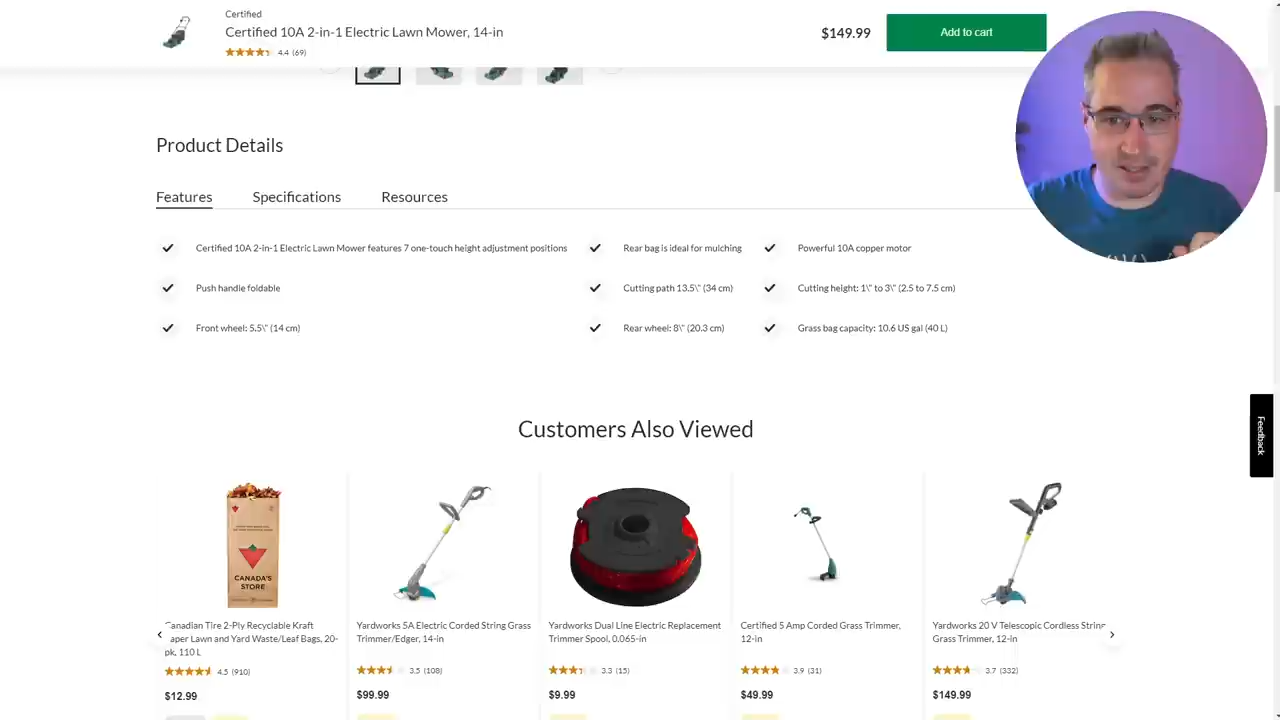 Certified
Certified 10A 2-in-1 Electric Lawn Mower, 14-in
4.4 (69)
$149.99
Add to cart
Product Details
Features
Specifications
Resources
Certified 10A 2-in-1 Electric Lawn Mower features 7 one-touch height adjustment positions
Rear bag is ideal for mulching
Powerful 10A copper motor
Push handle foldable
Cutting path 13.5\" (34 cm)
Cutting height: 1\" to 3\" (2.5 to 7.5 cm)
Front wheel: 5.5\" (14 cm)
Rear wheel: 8\" (20.3 cm)
Grass bag capacity: 10.6 US gal (40 L)
Feedback
Customers Also Viewed
CANADA'S
STORE
Canadian Tire 2-Ply Recyclable Kraft
Paper Lawn and Yard Waste/Leaf Bags, 20-
pk, 110 L
4.5 (910)
$12.99
Yardworks 5A Electric Corded String Grass
Trimmer/Edger, 14-in
3.5 (108)
$99.99
Yardworks Dual Line Electric Replacement
Trimmer Spool, 0.065-in
3.3 (15)
$9.99
Certified 5 Amp Corded Grass Trimmer,
12-in
3.9 (31)
$49.99
Yardworks 20 V Telescopic Cordless String
Grass Trimmer, 12-in
3.7 (332)
$149.99